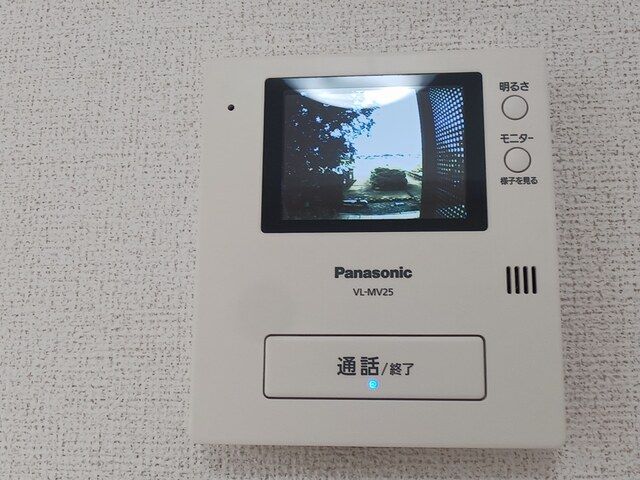 明るさ
モニター
様子を見る
Panasonic
VL-MV25
通話/終了